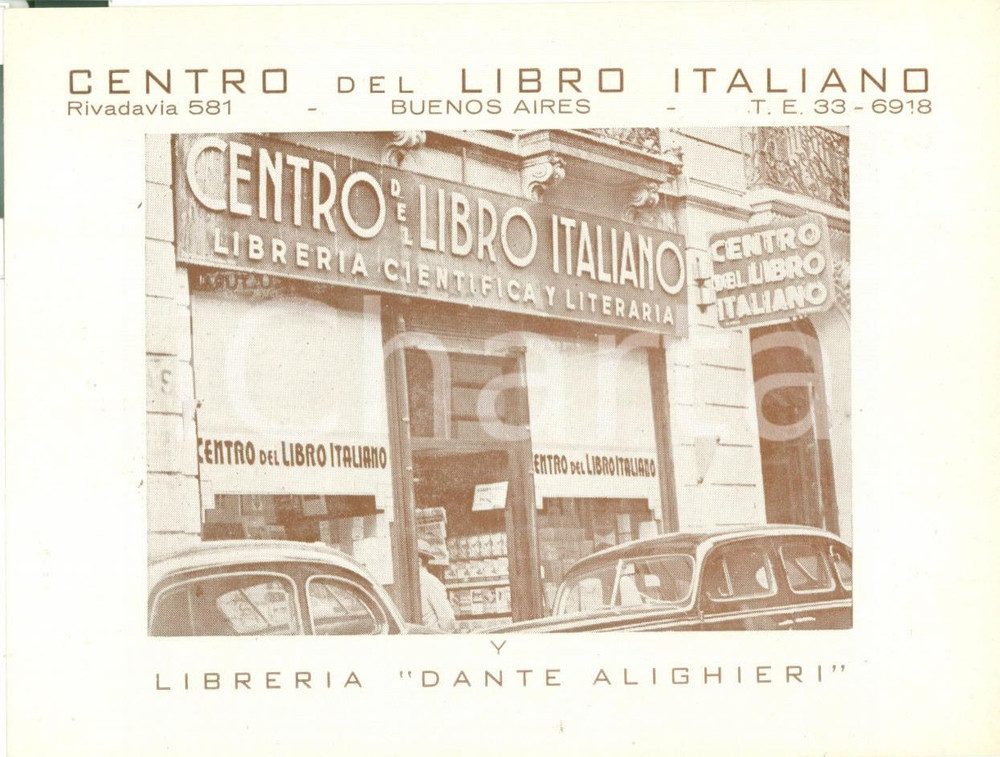 CENTRO DEL LIBRO ITALIANO
Rivadavia 581 - BUENOS AIRES - T. E. 33 - 6918
CENTRO DEL LIBRO ITALIANO
LIBRERIA CIENTIFICA Y LITERARIA
CENTRO
DEL LIBRO
ITALIANO
charta
CENTRO DEL LIBRO ITALIANO
ENTRO DEL LIBRO ITALIANO
Y
LIBRERIA "DANTE ALIGHIERI"